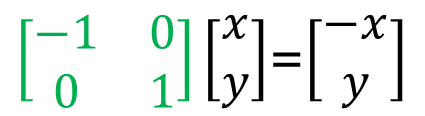 [-1 0] [x] = [-x]
[0 1] [y] [y]